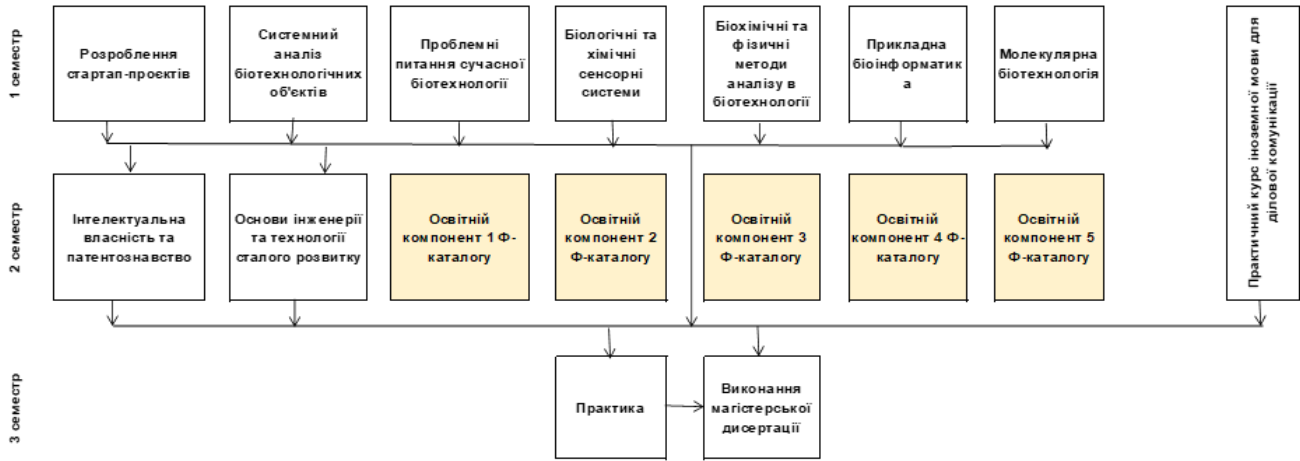 1 семестр
Розроблення
стартап-проєктів
Системний
аналіз
біотехнологічних
об'єктів
Проблемні
питання сучасної
біотехнології
Біологічні та
хімічні
сенсорні
системи
Біохімічні та
фізичні
методи
аналізу в
біотехнології
Прикладна
біоінформатик
а
Молекулярна
біотехнологія
Практичний курс іноземної мови для
ділової комунікації
2 семестр
Інтелектуальна
власність та
патентознавство
Основи інженерії
та технології
сталого розвитку
Освітній
компонент 1 Ф-
каталогу
Освітній
компонент 2
Ф-каталогу
Освітній
компонент 3
Ф-каталогу
Освітній
компонент 4 Ф-
каталогу
Освітній
компонент 5
Ф-каталогу
3 семестр
Практика
Виконання
магістерської
дисертації